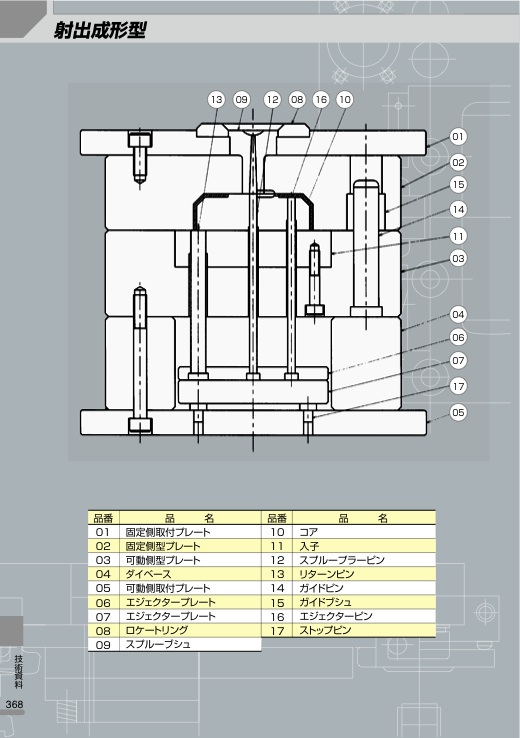 射出成形型
13 09 12 08 16 10
01
02
15
14
11
03
04
06
07
17
05
品番 品 名 品番 品 名
01 固定側取付プレート 10 コア
02 固定側型プレート 11 入子
03 可動側型プレート 12 スプループラーピン
04 ダイベース 13 リターンピン
05 可動側取付プレート 14 ガイドピン
06 エジェクタープレート 15 ガイドブシュ
07 エジェクタープレート 16 エジェクターピン
08 ロケートリング 17 ストップピン
09 スプルーブシュ
技術資料
368